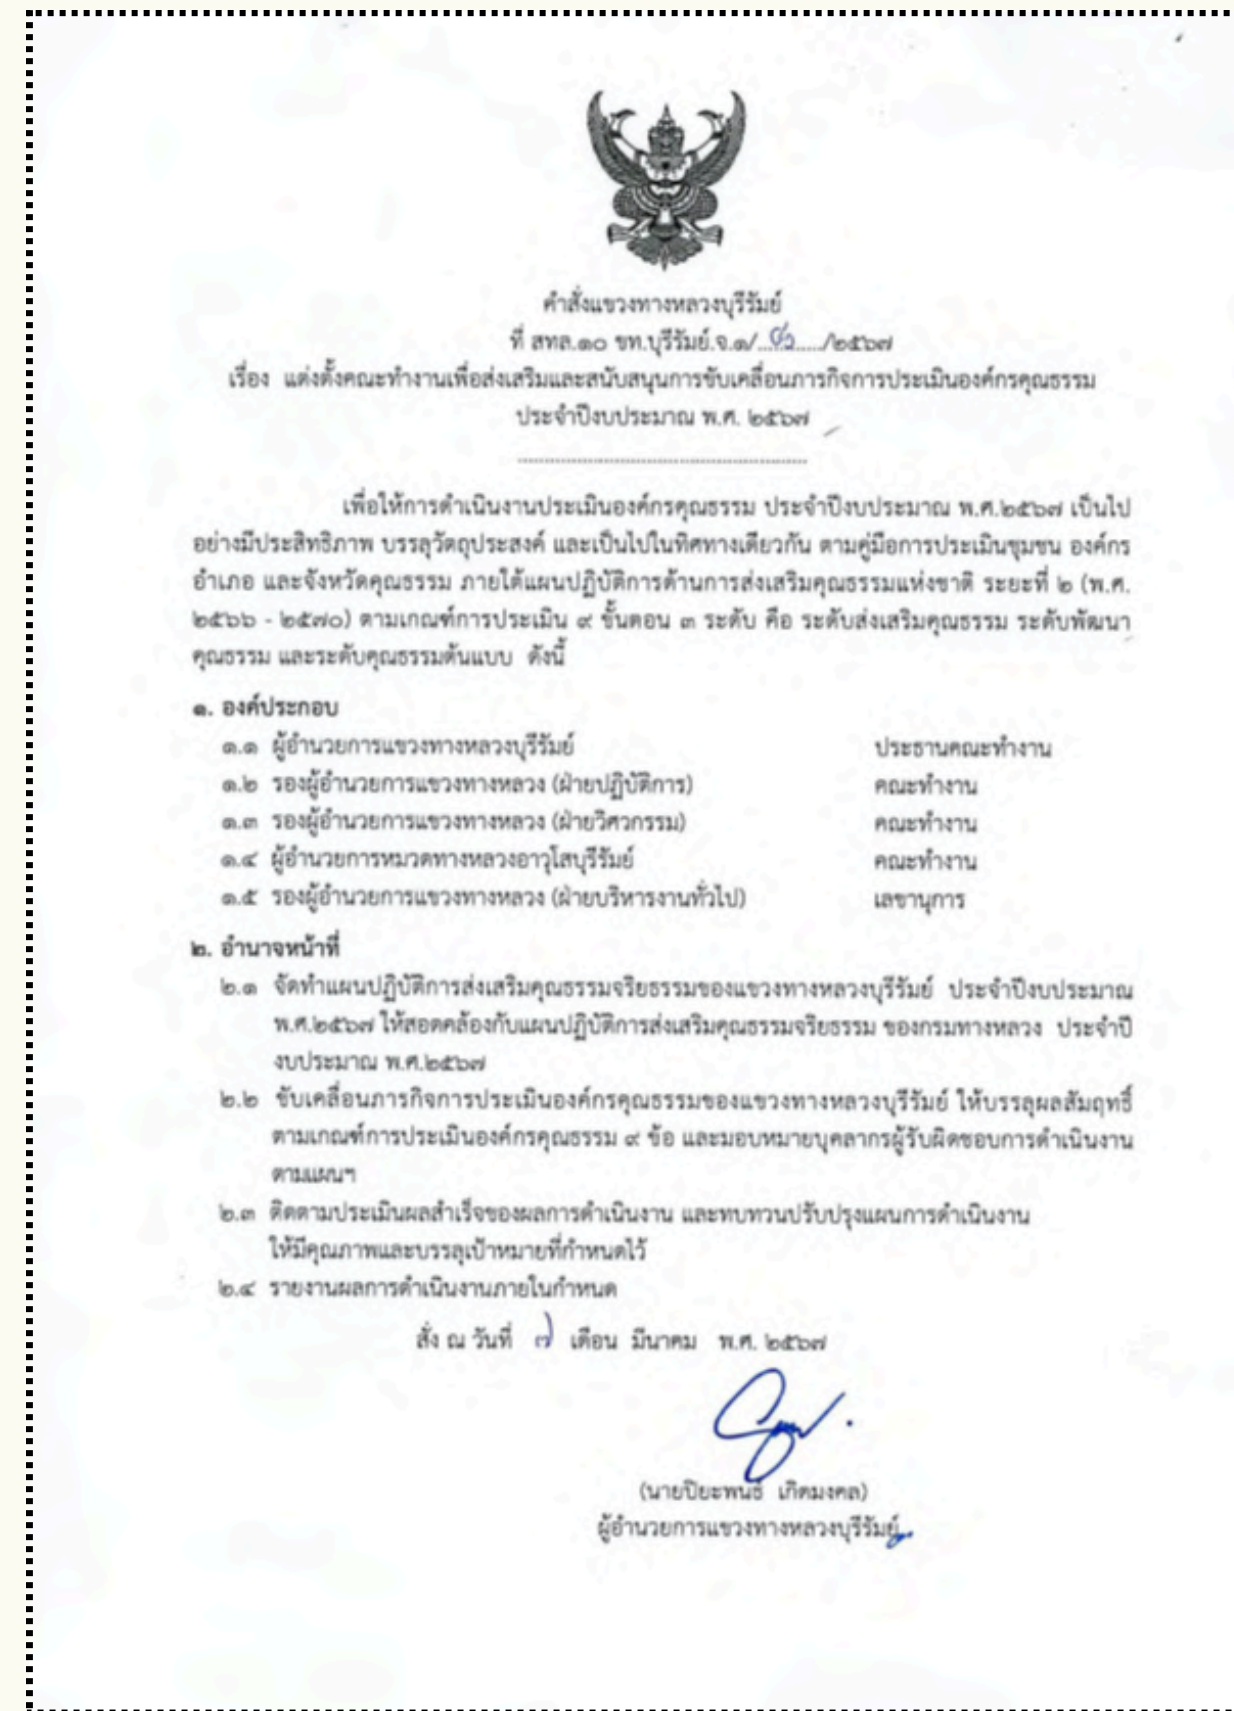 คำสั่งแขวงทางหลวงบุรีรัมย์
ที่ สทล.๑๐ ขท.บุรีรัมย์.จ.๑/................/๒๕๖๗
เรื่อง แต่งตั้งคณะทำงานเพื่อส่งเสริมและสนับสนุนการขับเคลื่อนภารกิจการประเมินองค์กรคุณธรรม
ประจำปีงบประมาณ พ.ศ. ๒๕๖๗
เพื่อให้การดำเนินงานประเมินองค์กรคุณธรรม ประจำปีงบประมาณ พ.ศ.๒๕๖๗ เป็นไป
อย่างมีประสิทธิภาพ บรรลุวัตถุประสงค์ และเป็นไปในทิศทางเดียวกัน ตามคู่มือการประเมินชุมชน องค์กร
อำเภอ และจังหวัดคุณธรรม ภายใต้แผนปฏิบัติการด้านการส่งเสริมคุณธรรมแห่งชาติ ระยะที่ ๒ (พ.ศ.
๒๕๖๖ - ๒๕๗๐) ตามเกณฑ์การประเมิน ๙ ขั้นตอน ๓ ระดับ คือ ระดับส่งเสริมคุณธรรม ระดับพัฒนา
คุณธรรม และระดับคุณธรรมต้นแบบ ดังนี้
๑. องค์ประกอบ
๑.๑ ผู้อำนวยการแขวงทางหลวงบุรีรัมย์ ประธานคณะทำงาน
๑.๒ รองผู้อำนวยการแขวงทางหลวง (ฝ่ายปฏิบัติการ) คณะทำงาน
๑.๓ รองผู้อำนวยการแขวงทางหลวง (ฝ่ายวิศวกรรม) คณะทำงาน
๑.๔ ผู้อำนวยการหมวดทางหลวงอาวุโสบุรีรัมย์ คณะทำงาน
๑.๕ รองผู้อำนวยการแขวงทางหลวง (ฝ่ายบริหารงานทั่วไป) เลขานุการ
๒. อำนาจหน้าที่
๒.๑ จัดทำแผนปฏิบัติการส่งเสริมคุณธรรมจริยธรรมของแขวงทางหลวงบุรีรัมย์ ประจำปีงบประมาณ
พ.ศ.๒๕๖๗ ให้สอดคล้องกับแผนปฏิบัติการส่งเสริมคุณธรรมจริยธรรม ของกรมทางหลวง ประจำปี
งบประมาณ พ.ศ.๒๕๖๗
๒.๒ ขับเคลื่อนภารกิจการประเมินองค์กรคุณธรรมของแขวงทางหลวงบุรีรัมย์ ให้บรรลุผลสัมฤทธิ์
ตามเกณฑ์การประเมินองค์กรคุณธรรม ๙ ข้อ และมอบหมายบุคลากรผู้รับผิดชอบการดำเนินงาน
ตามแผนฯ
๒.๓ ติดตามประเมินผลสำเร็จของผลการดำเนินงาน และทบทวนปรับปรุงแผนการดำเนินงาน
ให้มีคุณภาพและบรรลุเป้าหมายที่กำหนดไว้
๒.๔ รายงานผลการดำเนินงานภายในกำหนด
สั่ง ณ วันที่ ๗ เดือน มีนาคม พ.ศ. ๒๕๖๗
(นายปิยะพนธ์ เกิดมงคล)
ผู้อำนวยการแขวงทางหลวงบุรีรัมย์